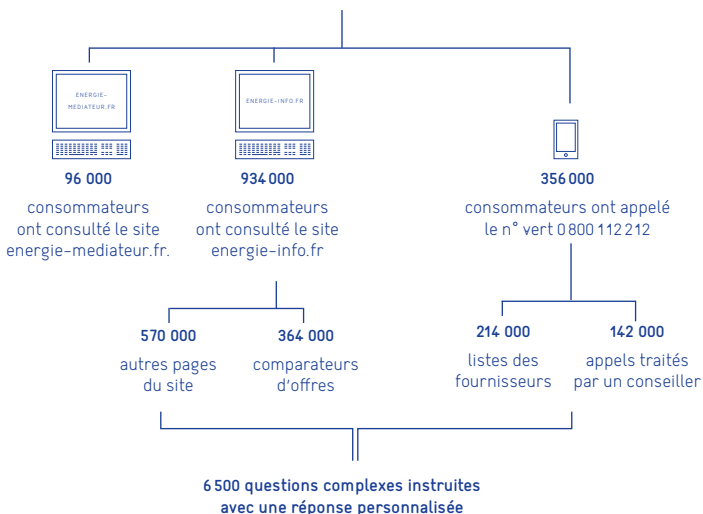 ENERGIE-
MEDIATEUR.FR
ENERGIE-INFO.FR
96 000
consommateurs
ont consulté le site
energie-mediateur.fr.
934 000
consommateurs
ont consulté le site
energie-info.fr
356 000
consommateurs ont appelé
le n° vert 0 800 112 212
570 000
autres pages
du site
364 000
comparateurs
d'offres
214 000
listes des
fournisseurs
142 000
appels traités
par un conseiller
6 500 questions complexes instruites
avec une réponse personnalisée